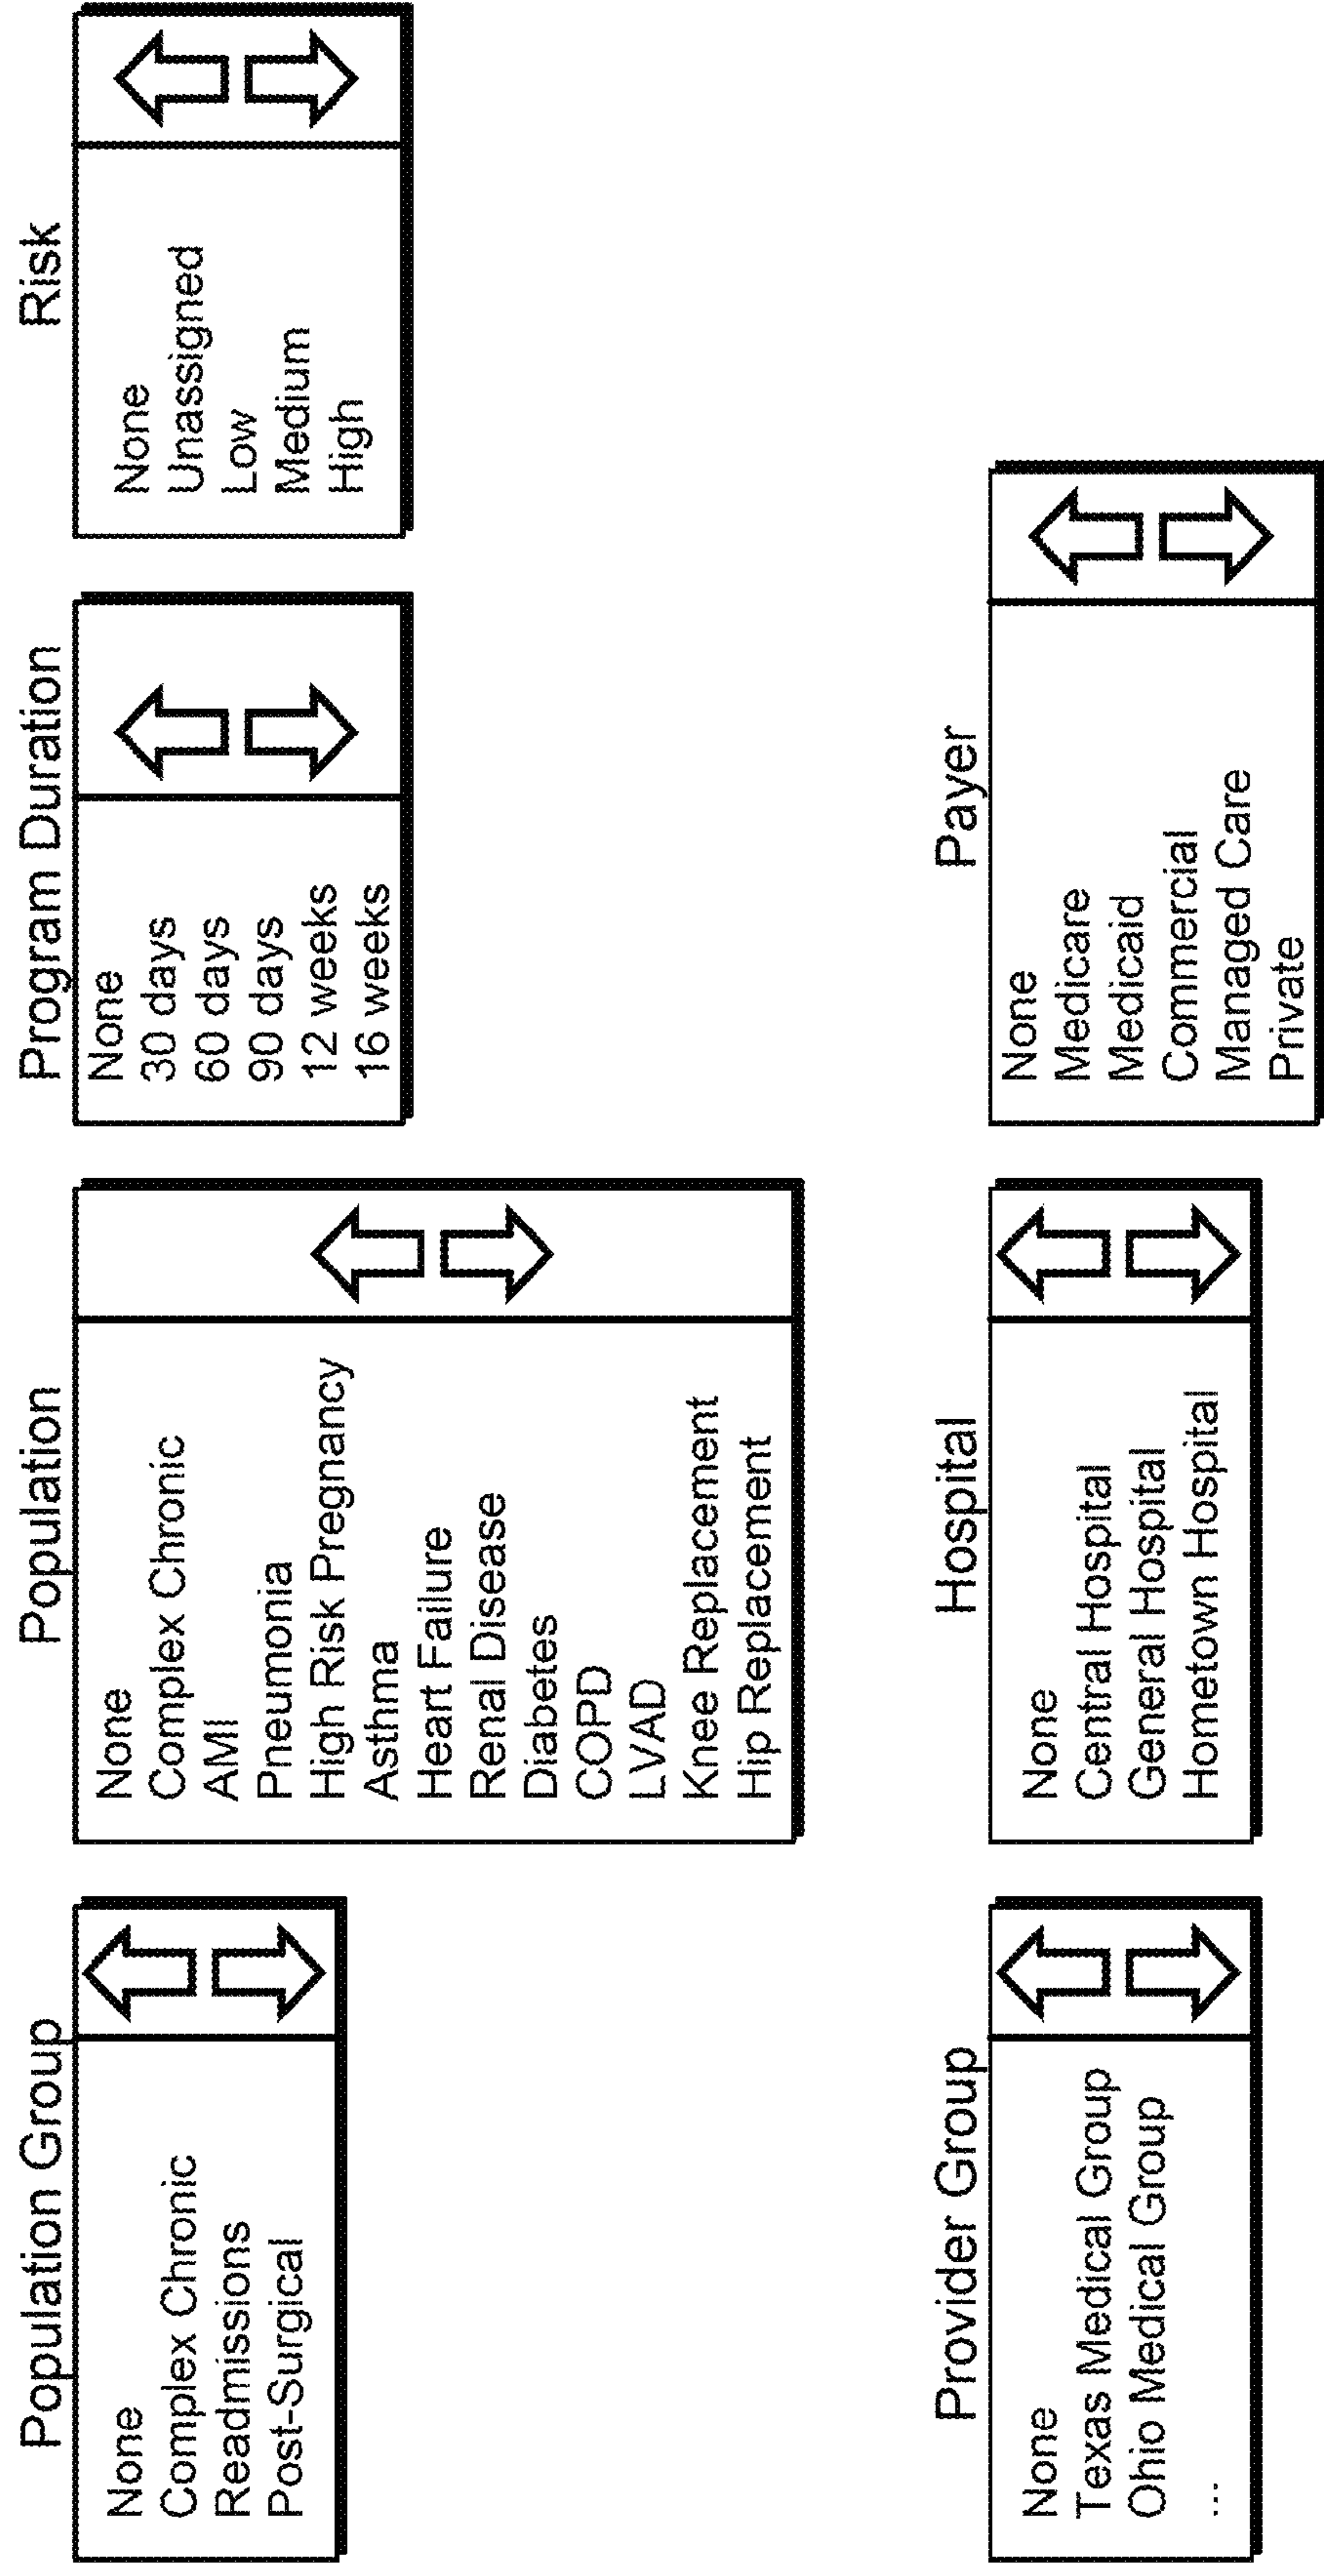 Population Group
None
Complex Chronic
Readmissions
Post-Surgical
Population
None
Complex Chronic
AMI
Pneumonia
High Risk Pregnancy
Asthma
Heart Failure
Renal Disease
Diabetes
COPD
LVAD
Knee Replacement
Hip Replacement
Program Duration
None
30 days
60 days
90 days
12 weeks
16 weeks
Risk
None
Unassigned
Low
Medium
High
Provider Group
None
Texas Medical Group
Ohio Medical Group
...
Hospital
None
Central Hospital
General Hospital
Hometown Hospital
Payer
None
Medicare
Medicaid
Commercial
Managed Care
Private